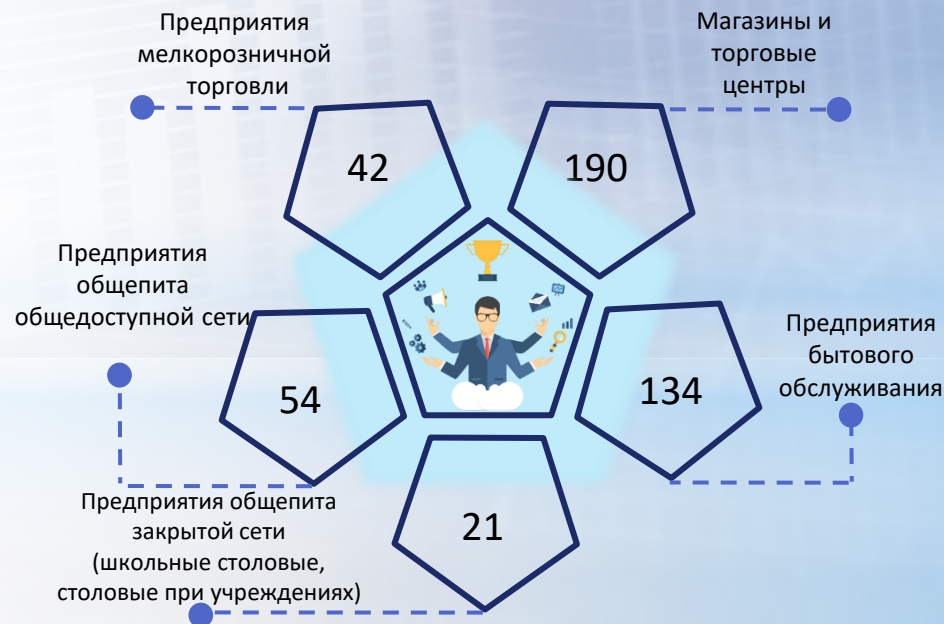 Предприятия
мелкорозничной
торговли
42
Магазины и
торговые
центры
190
Предприятия
общепита
общедоступной сети
54
Предприятия
бытового
обслуживания
134
Предприятия общепита
закрытой сети
(школьные столовые,
столовые при учреждениях)
21